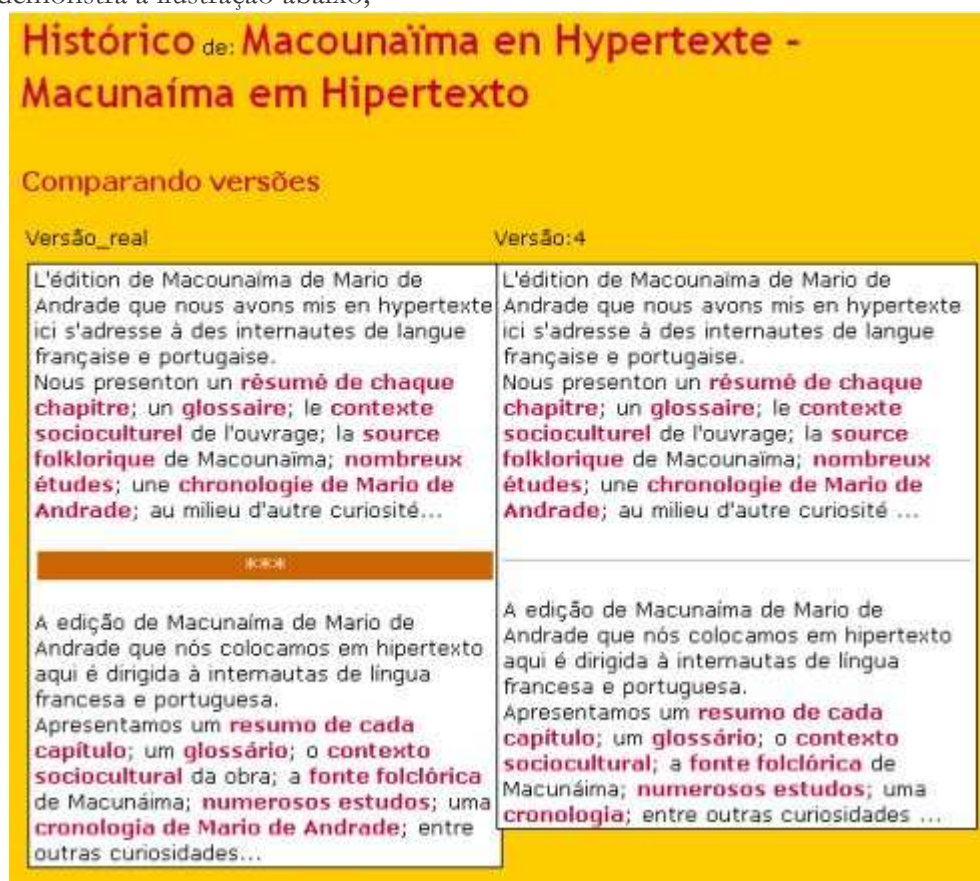 demonstra a ilustração abaixo,
Histórico de: Macounaïma en Hypertexte -
Macunaíma em Hipertexto
Comparando versões
Versão_real
L'édition de Macounaïma de Mario de
Andrade que nous avons mis en hypertexte
ici s'adresse à des internautes de langue
française e portugaise.
Nous presenton un résumé de chaque
chapitre; un glossaire; le contexte
socioculturel de l'ouvrage; la source
folklorique de Macounaïma; nombreux
études; une chronologie de Mario de
Andrade; au milieu d'autre curiosité...
***
A edição de Macunaíma de Mario de
Andrade que nós colocamos em hipertexto
aqui é dirigida à internautas de língua
francesa e portuguesa.
Apresentamos um resumo de cada
capítulo; um glossário; o contexto
sociocultural da obra; a fonte folclórica
de Macunáima; numerosos estudos; uma
cronologia de Mario de Andrade; entre
outras curiosidades...
Versão:4
L'édition de Macounaïma de Mario de
Andrade que nous avons mis en hypertexte
ici s'adresse à des internautes de langue
française e portugaise.
Nous presenton un résumé de chaque
chapitre; un glossaire; le contexte
socioculturel de l'ouvrage; la source
folklorique de Macounaïma; nombreux
études; une chronologie de Mario de
Andrade; au milieu d'autre curiosité ...
A edição de Macunaíma de Mario de
Andrade que nós colocamos em hipertexto
aqui é dirigida à internautas de língua
francesa e portuguesa.
Apresentamos um resumo de cada
capítulo; um glossário; o contexto
sociocultural; a fonte folclórica de
Macunáima; numerosos estudos; uma
cronologia; entre outras curiosidades ...